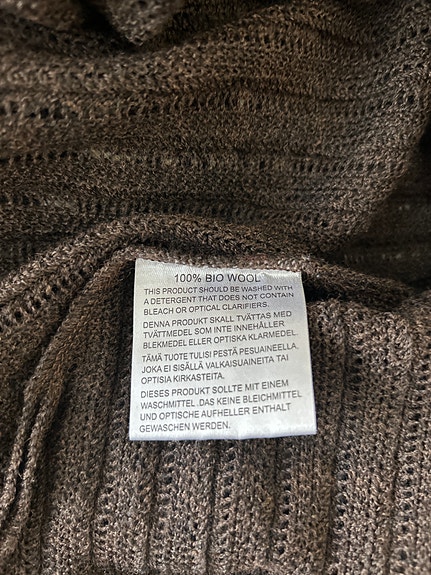 100% BIO WOOL
THIS PRODUCT SHOULD BE WASHED WITH
A DETERGENT THAT DOES NOT CONTAIN
BLEACH OR OPTICAL CLARIFIERS.
DENNA PRODUKT SKALL TVÄTTAS MED
TVÄTTMEDEL SOM INTE INNEHÅLLER
BLEKMEDEL ELLER OPTISKA KLARMEDEL
TÄMÄ TUOTE TULISI PESTÄ PESUAINEELLA.
JOKA EI SISÄLLÄ VALKAISUAINEITA TAI
OPTISIA KIRKASTEITA.
DIESES PRODUKT SOLLTE MIT EINEM
WASCHMITTEL .DAS KEINE BLEICHMITTEL
UND OPTISCHE AUFHELLER ENTHALT
GEWASCHEN WERDEN.